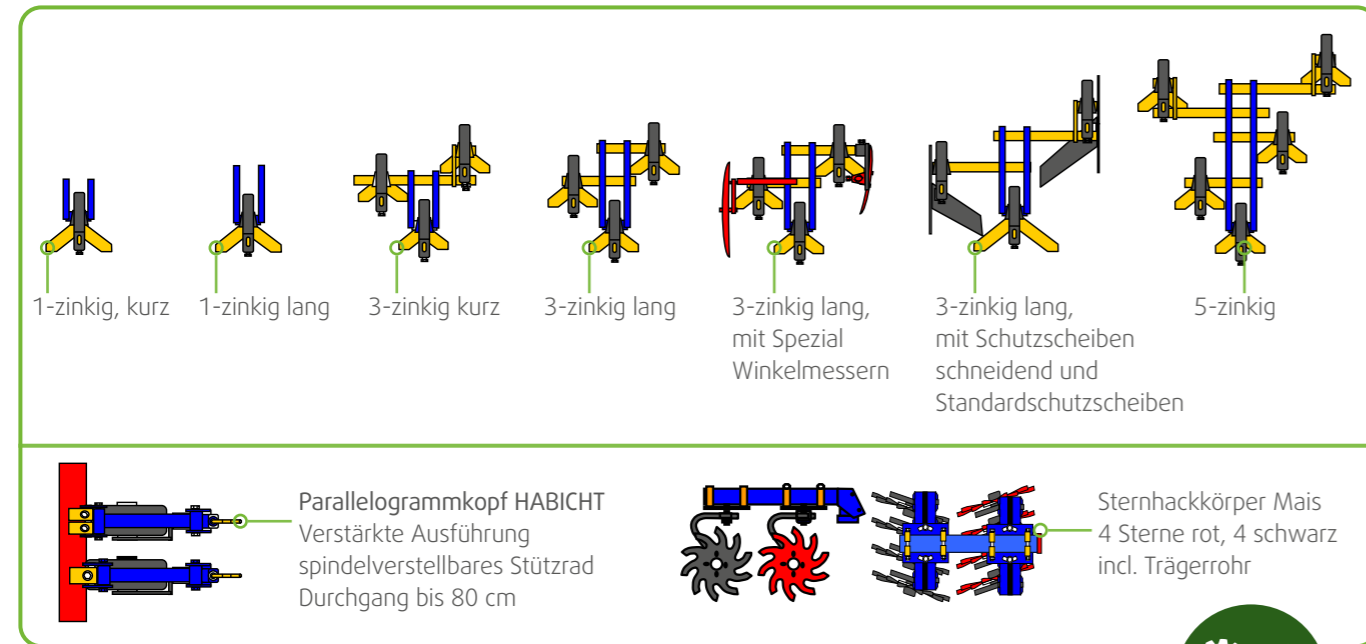 1-zinkig, kurz
1-zinkig lang
3-zinkig kurz
3-zinkig lang
3-zinkig lang,
mit Spezial
Winkelmessern
3-zinkig lang,
mit Schutzscheiben
schneidend und
Standardschutzscheiben
5-zinkig
Parallelogrammkopf HABICHT
Verstärkte Ausführung
spindelverstellbares Stützrad
Durchgang bis 80 cm
Sternhackkörper Mais
4 Sterne rot, 4 schwarz
incl. Trägerrohr